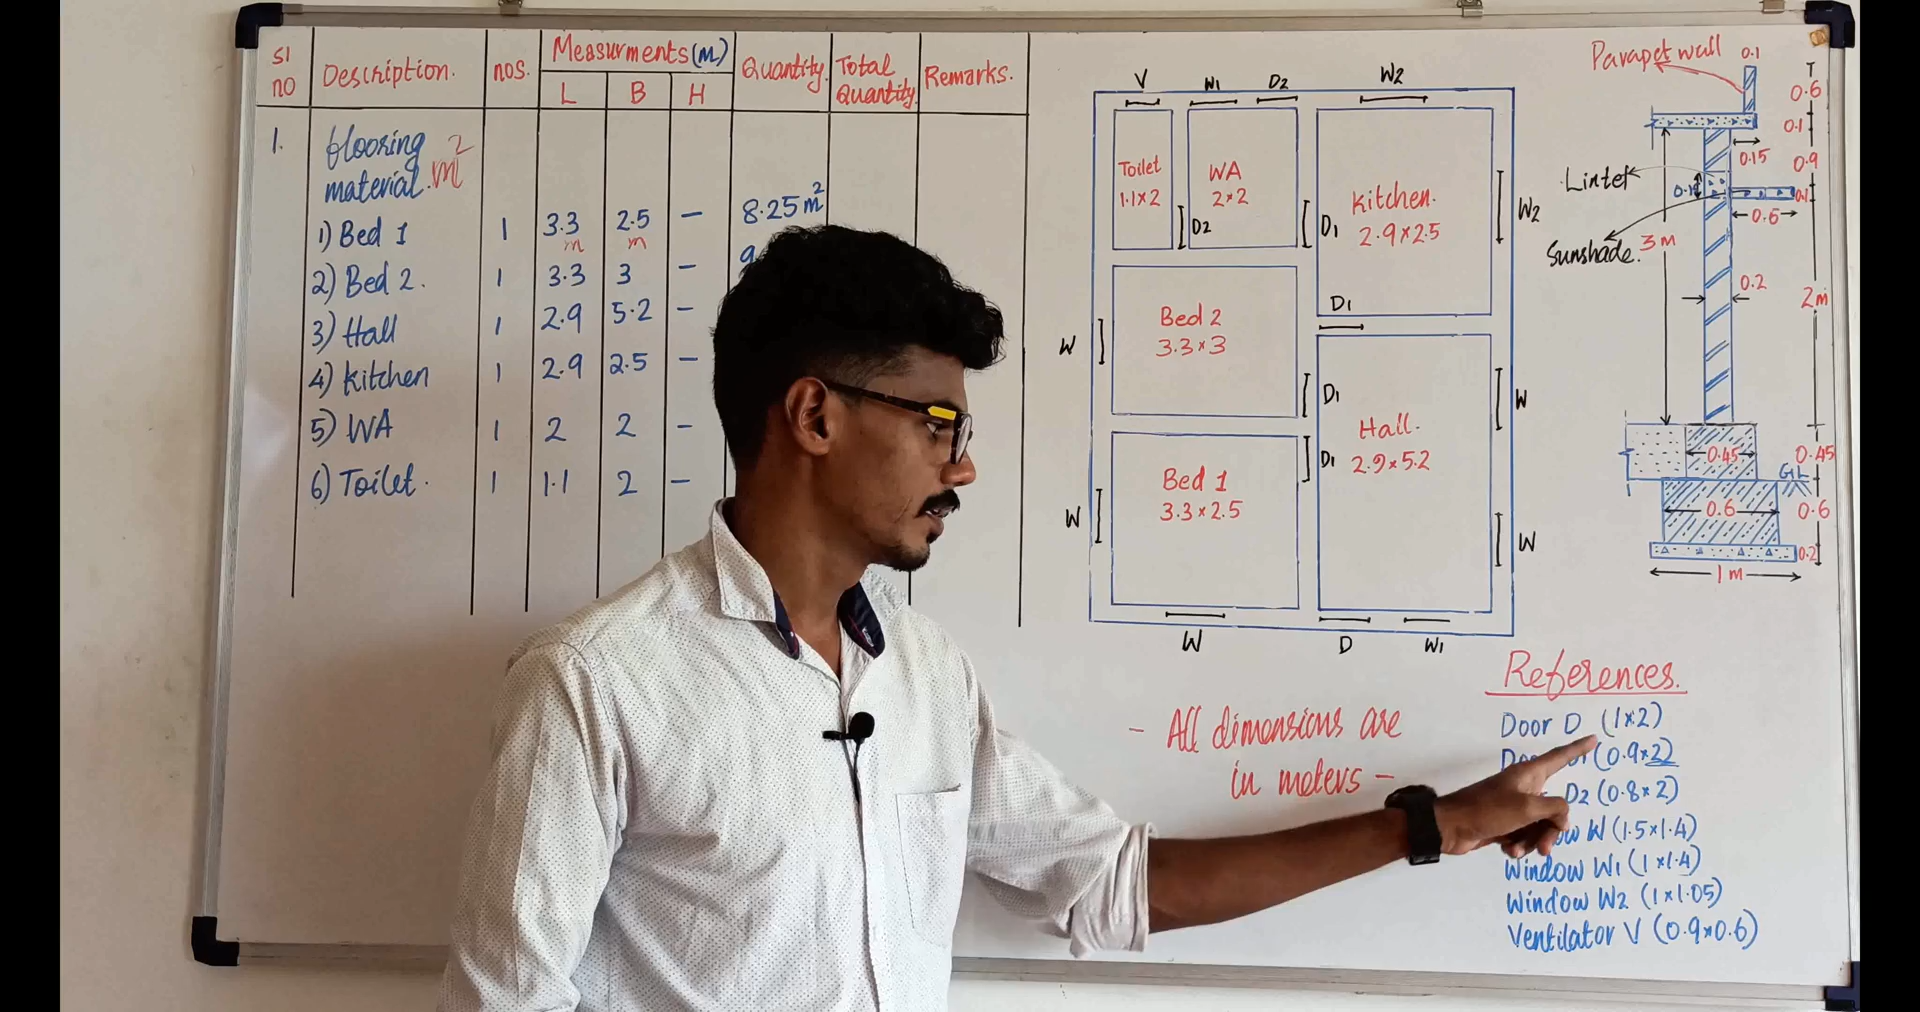 Sl no
Description.
nos.
Measurments (m)
L B H
Quantity.
Total Quantity.
Remarks.
1. flooring m²
material.
1) Bed 1 1 3.3 2.5 - 8.25 m²
m m
2) Bed 2. 1 3.3 3 - 9
3) Hall 1 2.9 5.2 -
4) Kitchen 1 2.9 2.5 -
5) WA 1 2 2 -
6) Toilet. 1 1.1 2 -
V W1 D2 W2
Toilet
1.1×2
WA
2×2
D2
D1
Kitchen.
2.9×2.5
W2
D1
Bed 2
3.3×3
W
D1
W
Hall.
2.9×5.2
D1
Bed 1
3.3×2.5
W
W
W D W1
Parapet wall 0.1
T
0.6
0.1
0.15
0.9
Lintel
0.1
0.6
Sunshade.
3m
0.2
2m
0.45
0.45
GL
0.6
0.6
0.2
1m
- All dimensions are
in meters -
References.
Door D (1×2)
(0.9×2)
D2 (0.8×2)
W (1.5×1.4)
Window W1 (1×1.4)
Window W2 (1×1.05)
Ventilator V (0.9×0.6)